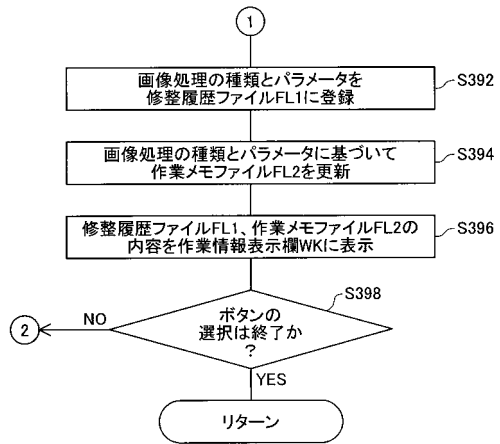 1
画像処理の種類とパラメータを
修整履歴ファイルFL1に登録
S392
画像処理の種類とパラメータに基づいて
作業メモファイルFL2を更新
S394
修整履歴ファイルFL1、作業メモファイルFL2の
内容を作業情報表示欄WKに表示
S396
S398
ボタンの
選択は終了か
?
NO
2
YES
リターン